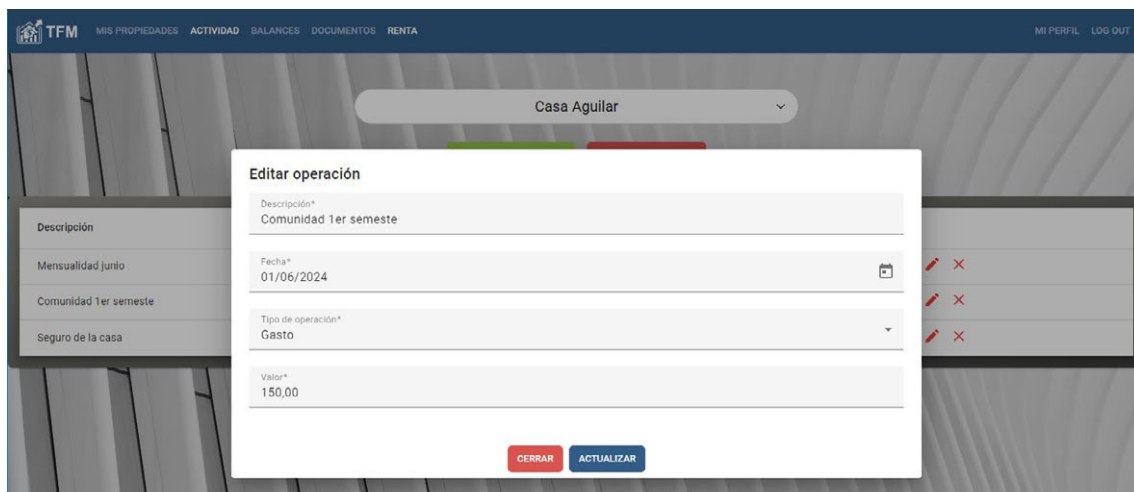 TFM MIS PROPIEDADES ACTIVIDAD BALANCES DOCUMENTOS RENTA MI PERFIL LOG OUT
Casa Aguilar
Editar operación
Descripción*
Comunidad 1er semeste
Fecha*
01/06/2024
Tipo de operación*
Gasto
Valor*
150,00
CERRAR ACTUALIZAR
Descripción
Mensualidad junio
Comunidad 1er semeste
Seguro de la casa